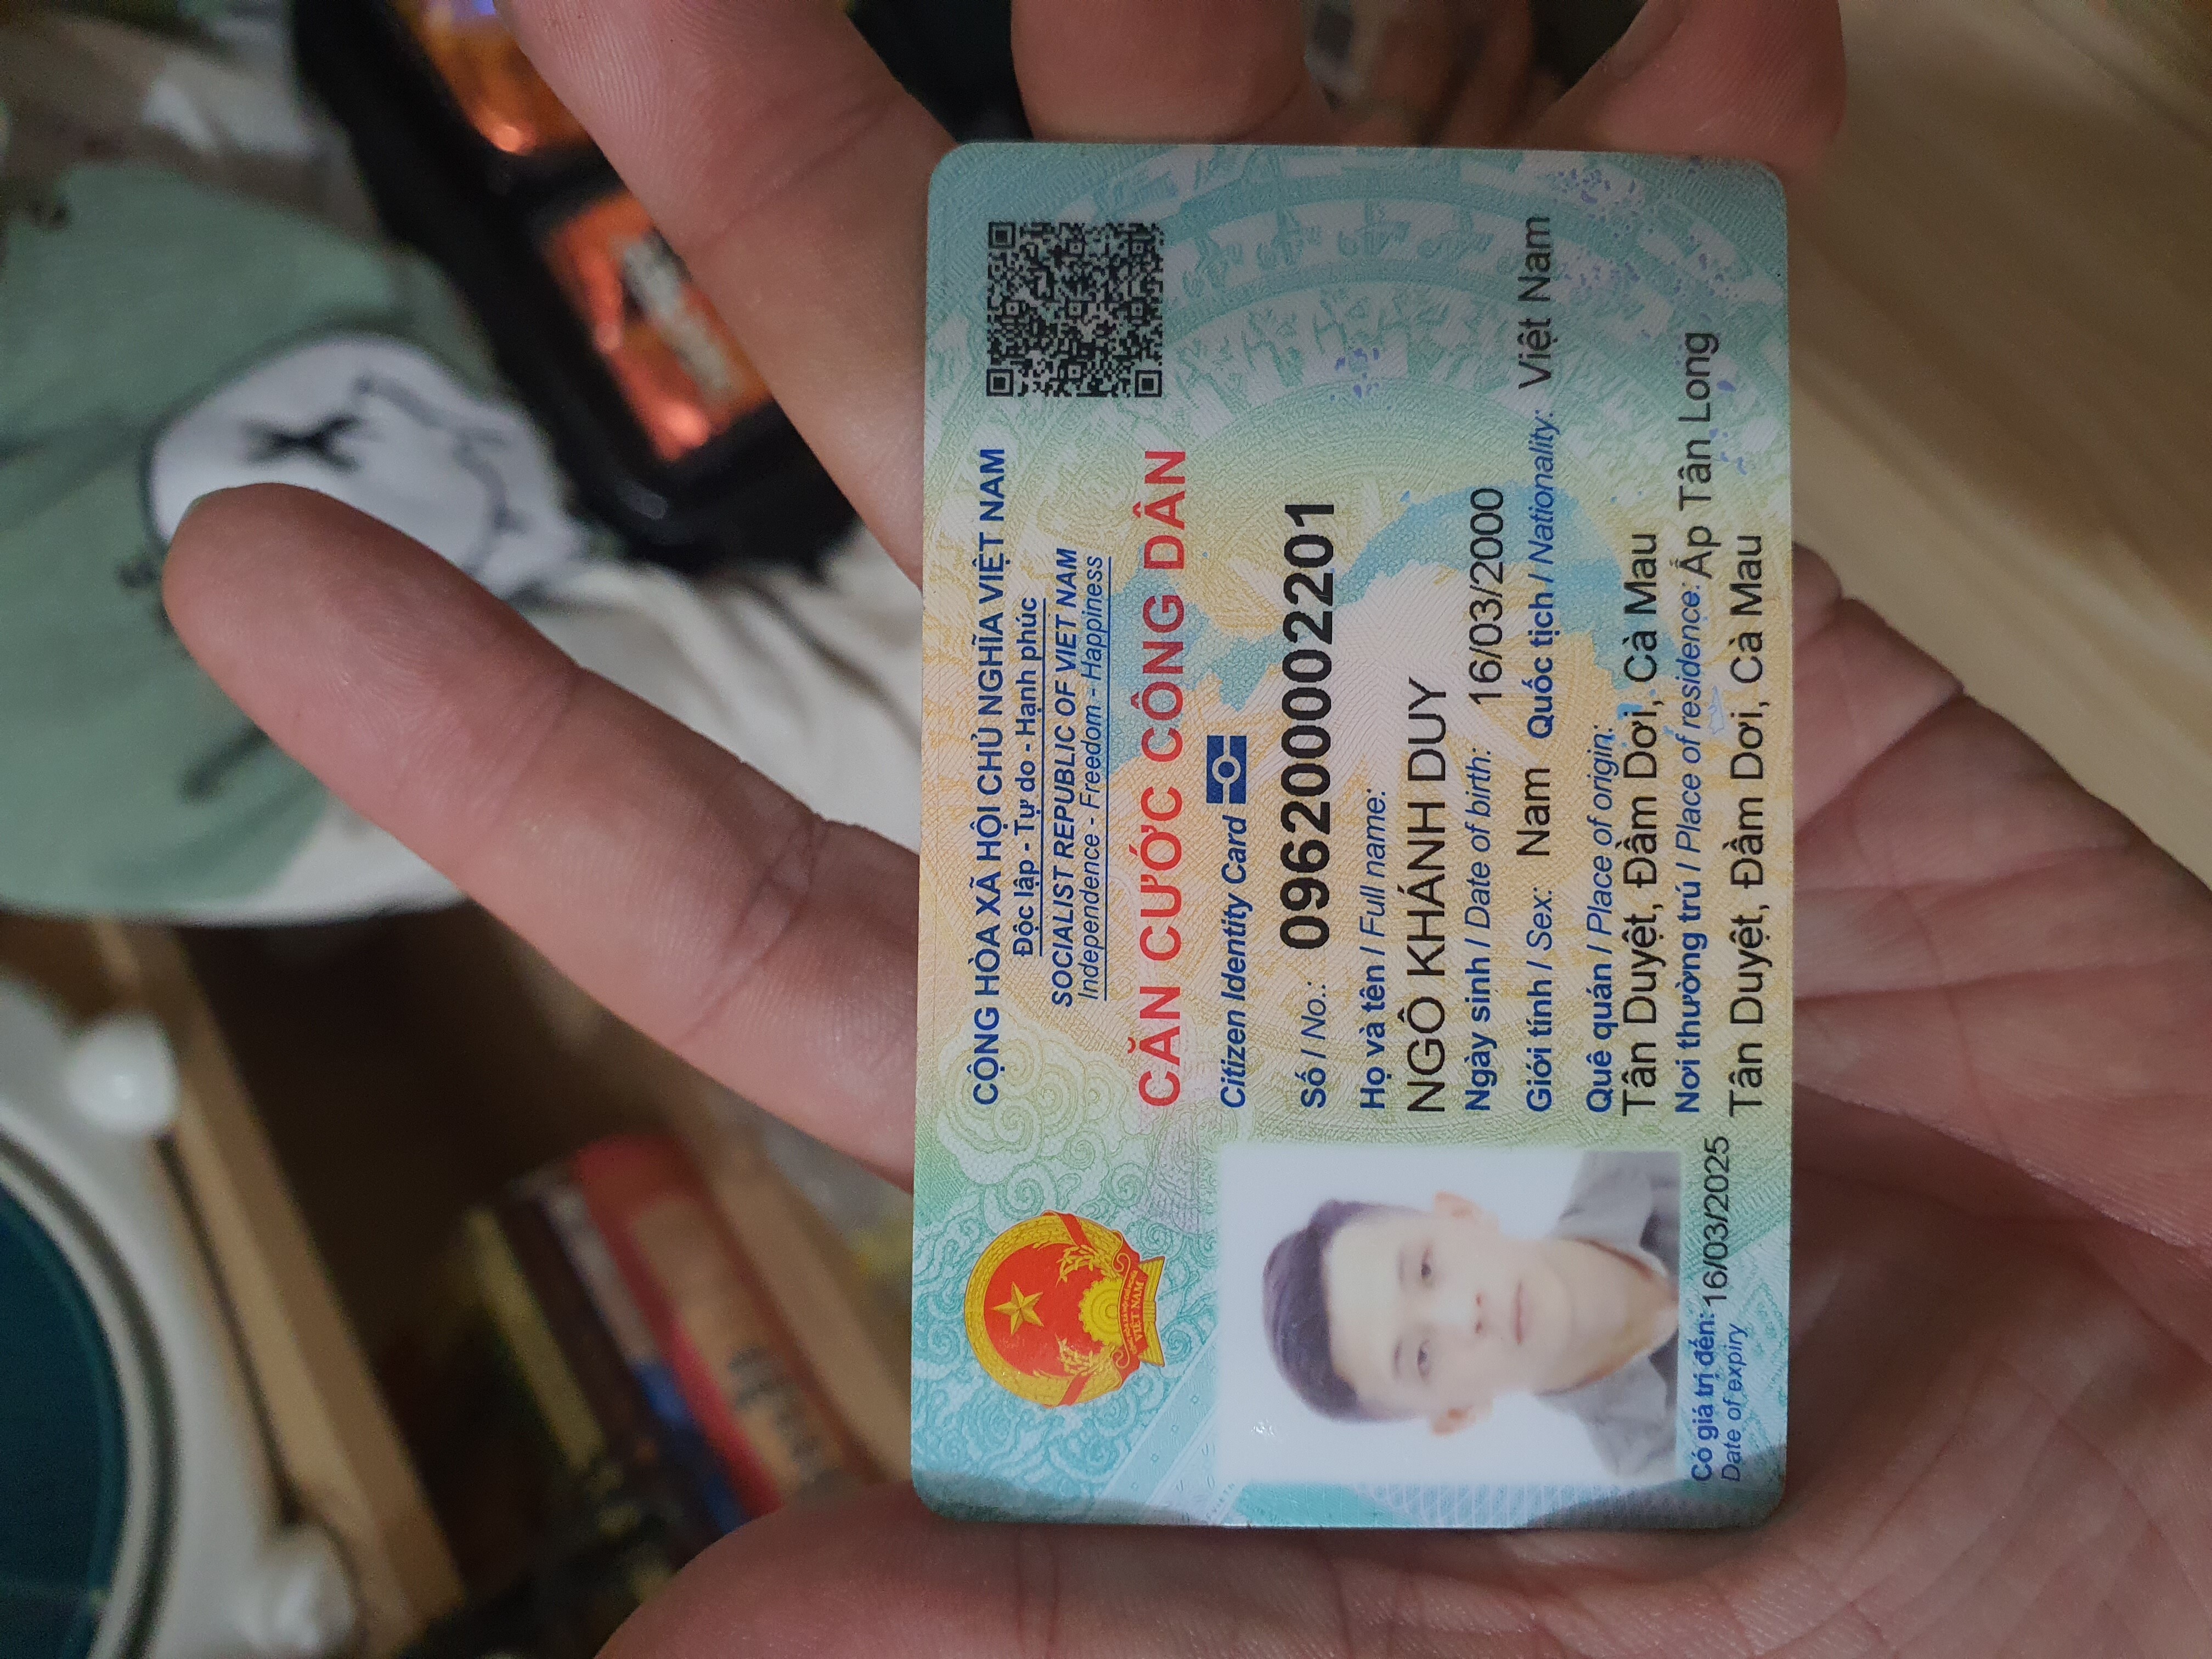 CỘNG HÒA XÃ HỘI CHỦ NGHĨA VIỆT NAM
Độc lập - Tự do - Hạnh phúc
SOCIALIST REPUBLIC OF VIET NAM
Independence - Freedom - Happiness
CĂN CƯỚC CÔNG DÂN
Citizen Identity Card
Số / No.: 096200002201
Họ và tên / Full name:
NGÔ KHÁNH DUY
Ngày sinh / Date of birth: 16/03/2000
Giới tính / Sex: Nam Quốc tịch / Nationality: Việt Nam
Quê quán / Place of origin:
Tân Duyệt, Đầm Dơi, Cà Mau
Nơi thường trú / Place of residence: Ấp Tân Long
Tân Duyệt, Đầm Dơi, Cà Mau
Có giá trị đến: 16/03/2025
Date of expiry
VIỆT NAM